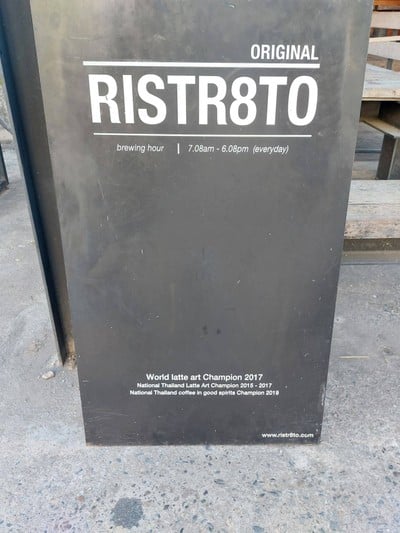 ORIGINAL
RISTR8TO
brewing hour | 7.08am - 6.08pm (everyday)
World latte art Champion 2017
National Thailand Latte Art Champion 2015 - 2017
National Thailand coffee in good spirits Champion 2019
www.ristr8to.com